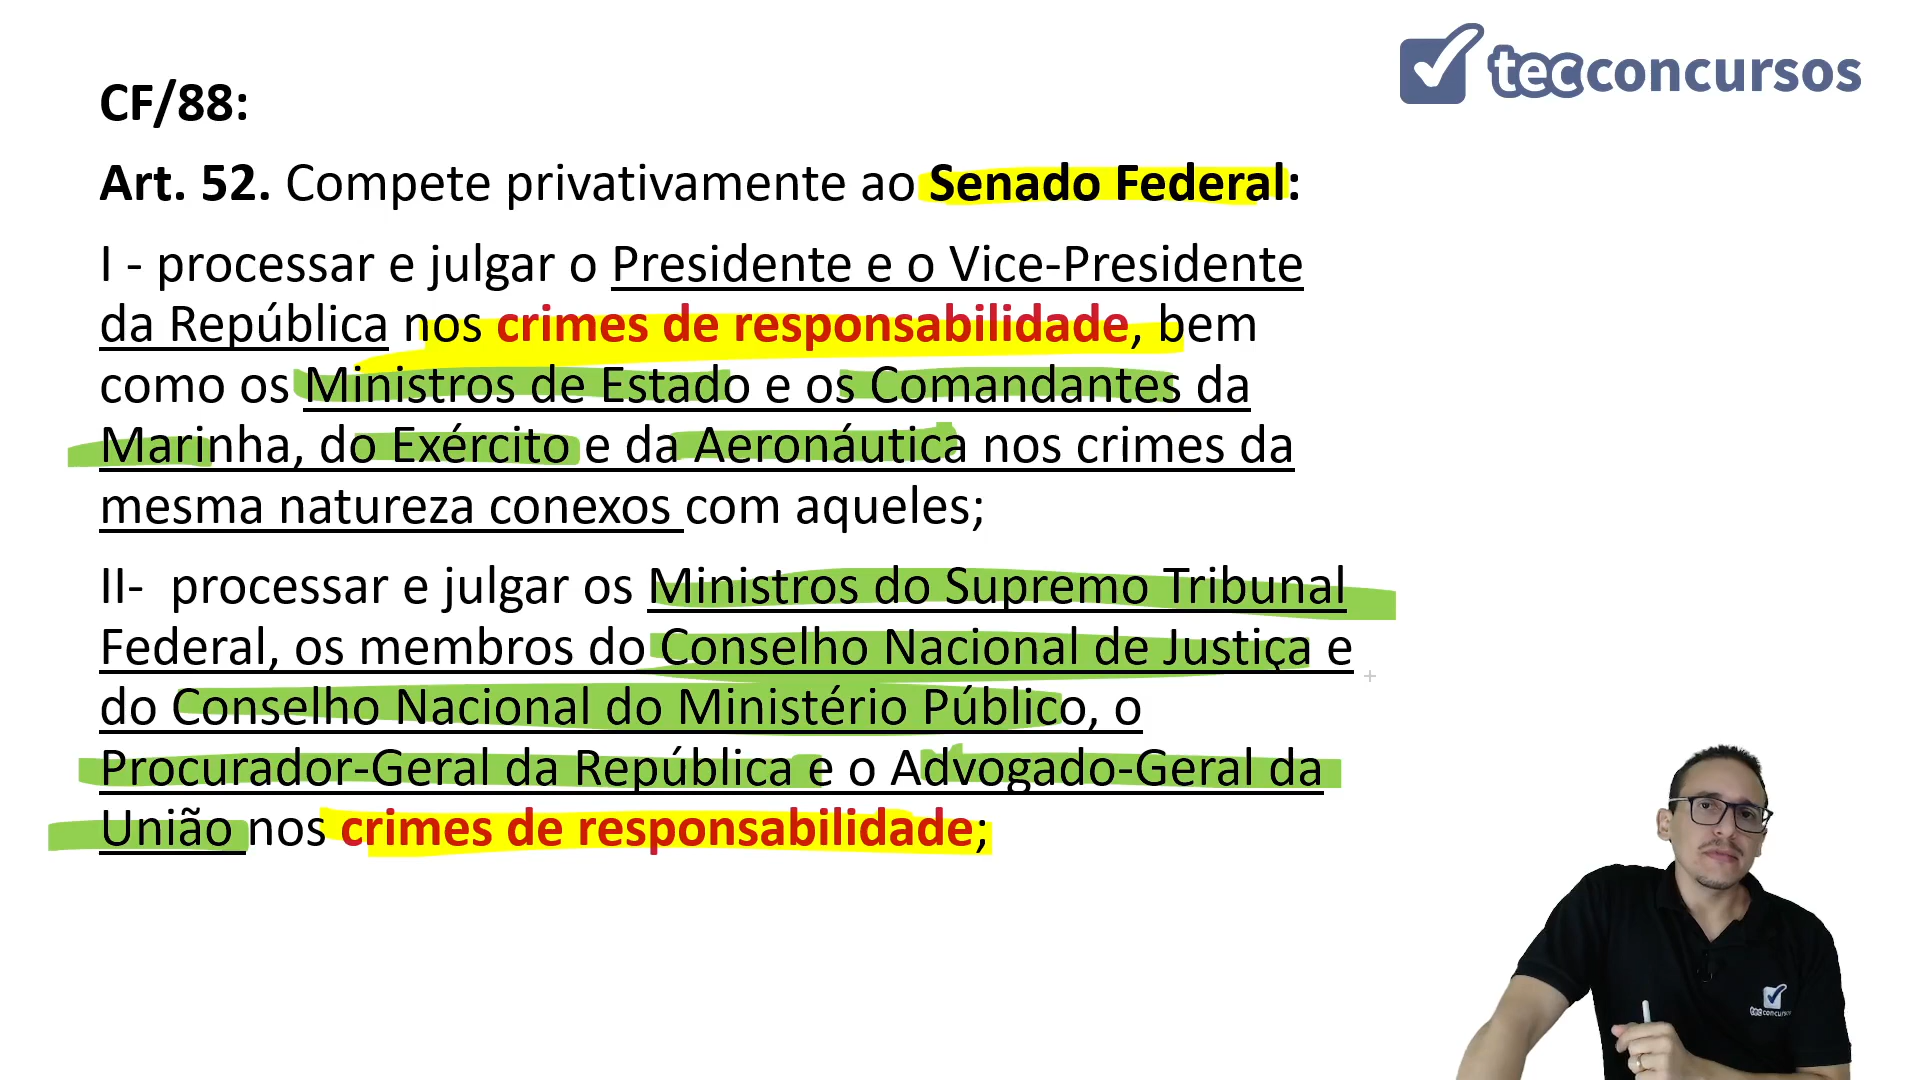 tecconcursos
CF/88:
Art. 52. Compete privativamente ao Senado Federal:
I - processar e julgar o Presidente e o Vice-Presidente
da República nos crimes de responsabilidade, bem
como os Ministros de Estado e os Comandantes da
Marinha, do Exército e da Aeronáutica nos crimes da
mesma natureza conexos com aqueles;
II- processar e julgar os Ministros do Supremo Tribunal
Federal, os membros do Conselho Nacional de Justiça e
do Conselho Nacional do Ministério Público, o
Procurador-Geral da República e o Advogado-Geral da
União nos crimes de responsabilidade;
tecconcursos